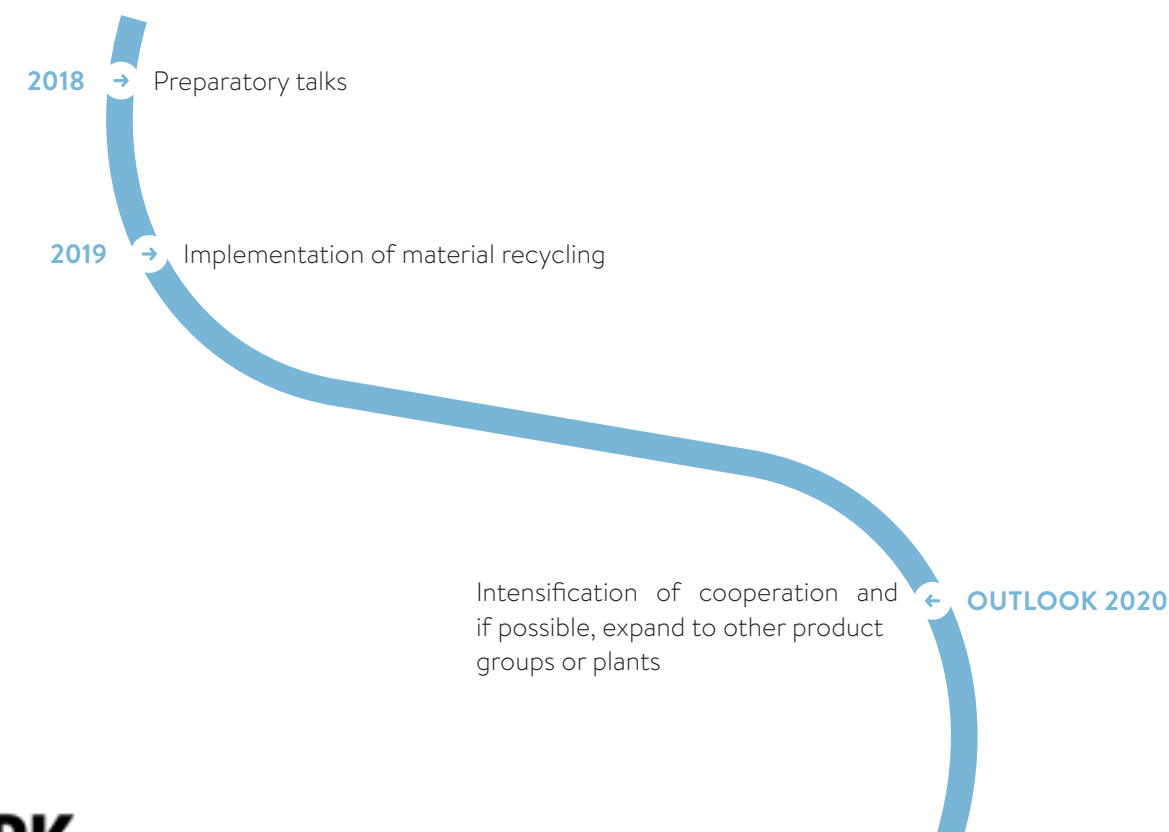 2018 → Preparatory talks
2019 → Implementation of material recycling
Intensification of cooperation and ← OUTLOOK 2020
if possible, expand to other product
groups or plants